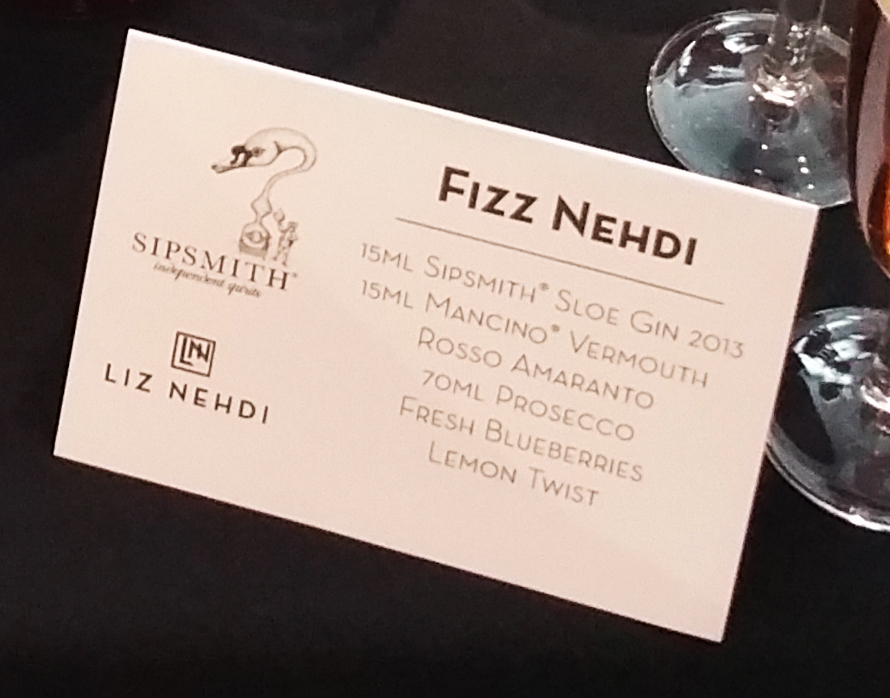 SIPSMITH®
independent spirits
LN
LIZ NEHDI
FIZZ NEHDI
15ML SIPSMITH® SLOE GIN 2013
15ML MANCINO® VERMOUTH
ROSSO AMARANTO
70ML PROSECCO
FRESH BLUEBERRIES
LEMON TWIST